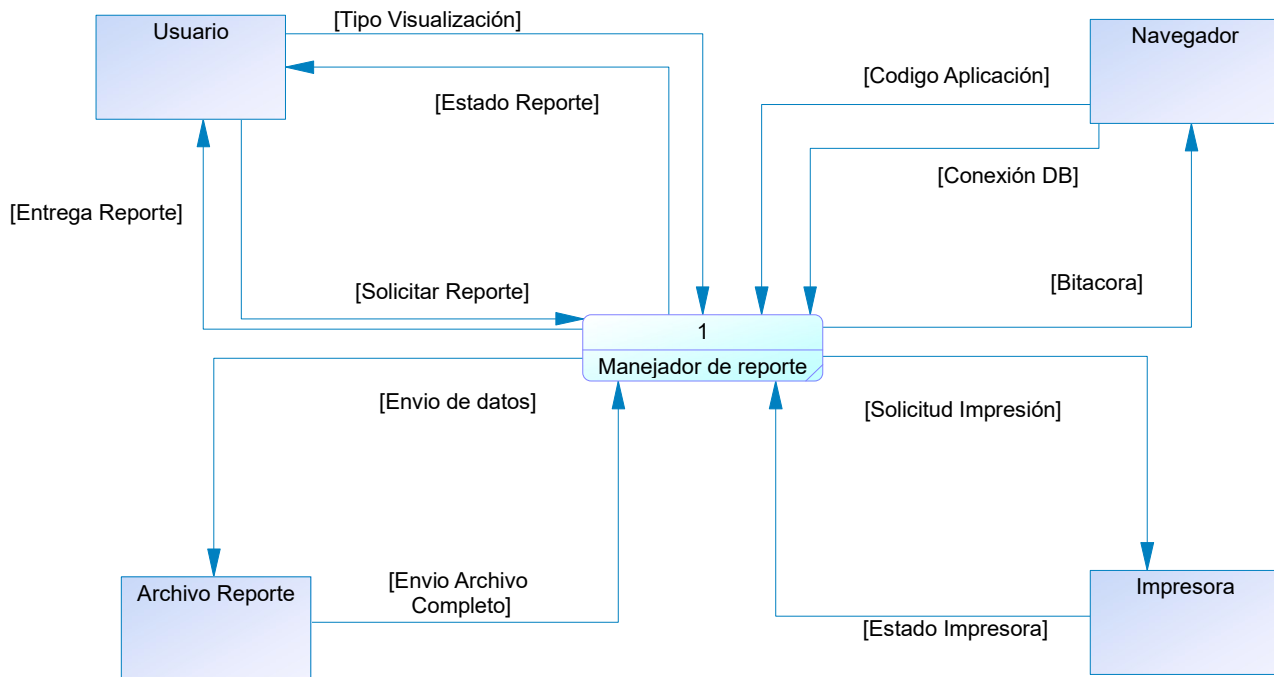 Usuario
[Tipo Visualización]
Navegador
[Codigo Aplicación]
[Estado Reporte]
[Conexión DB]
[Entrega Reporte]
[Solicitar Reporte]
[Bitacora]
1
Manejador de reporte
[Envio de datos]
[Solicitud Impresión]
[Envio Archivo
Completo]
Archivo Reporte
Impresora
[Estado Impresora]